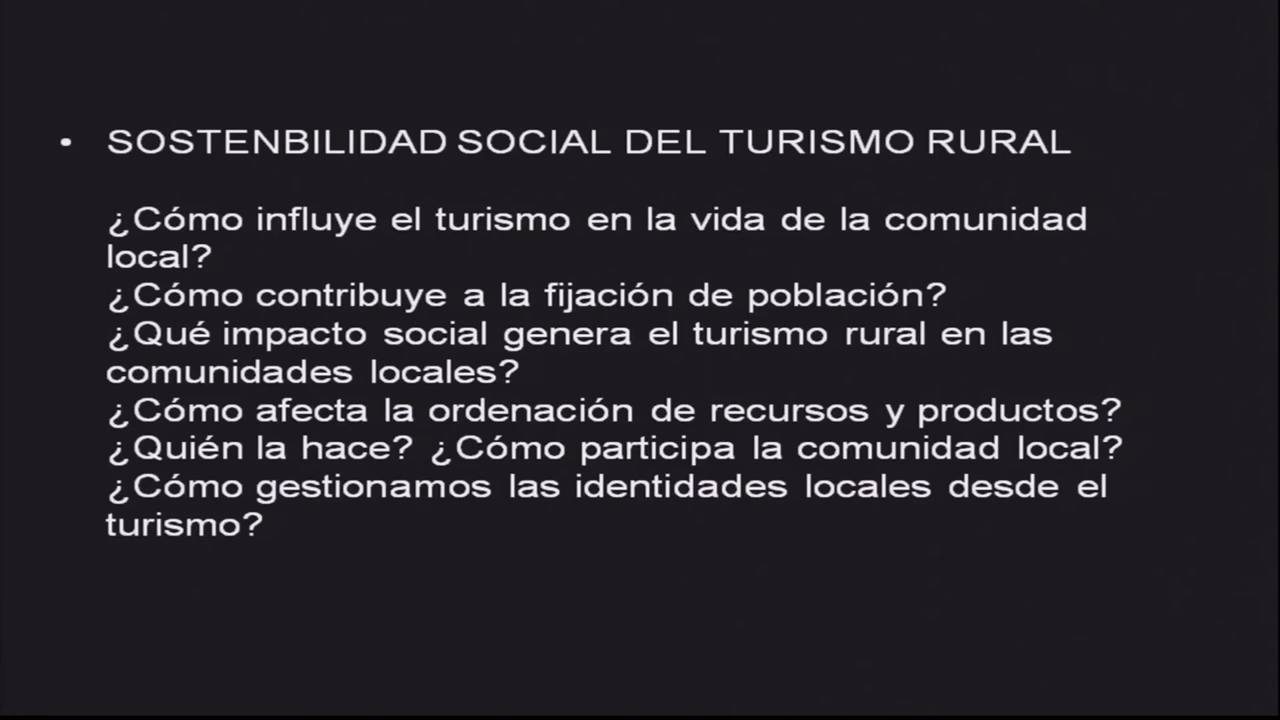 • SOSTENBILIDAD SOCIAL DEL TURISMO RURAL
¿Cómo influye el turismo en la vida de la comunidad
local?
¿Cómo contribuye a la fijación de población?
¿Qué impacto social genera el turismo rural en las
comunidades locales?
¿Cómo afecta la ordenación de recursos y productos?
¿Quién la hace? ¿Cómo participa la comunidad local?
¿Cómo gestionamos las identidades locales desde el
turismo?